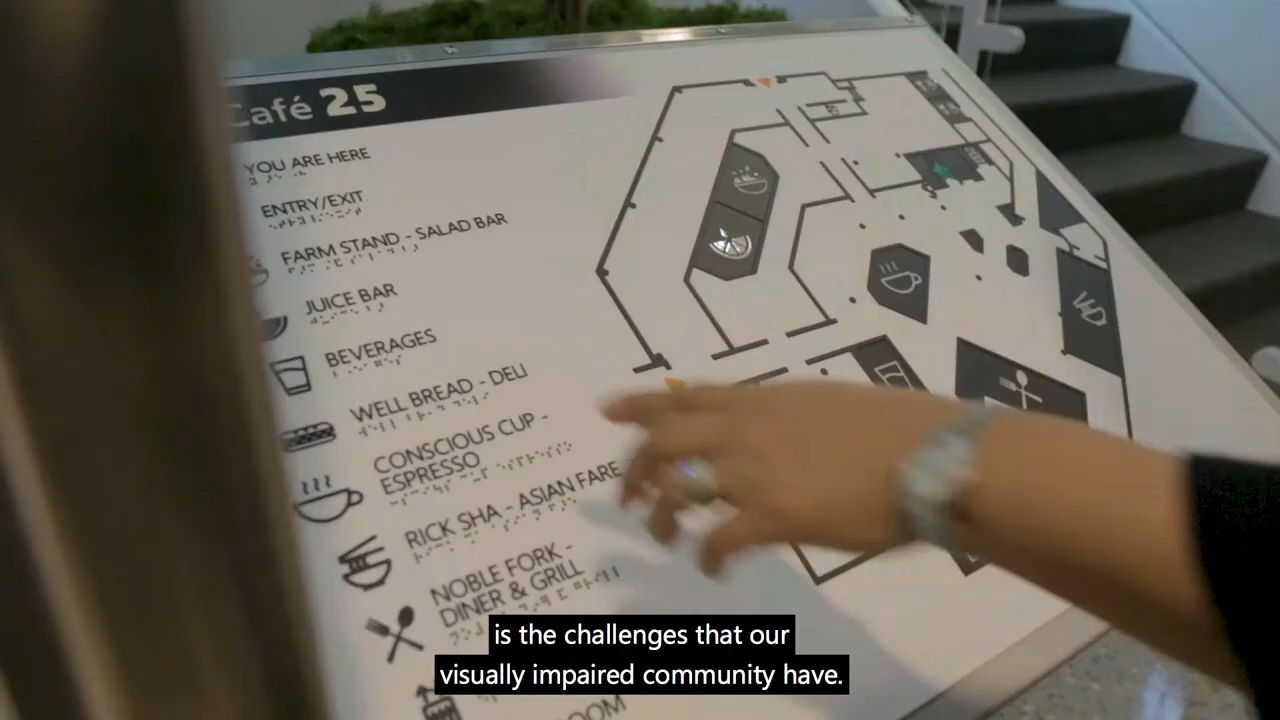 Café 25
YOU ARE HERE
ENTRY/EXIT
FARM STAND - SALAD BAR
JUICE BAR
BEVERAGES
WELL BREAD - DELI
CONSCIOUS CUP -
ESPRESSO
RICK SHA - ASIAN FARE
NOBLE FORK -
DINER & GRILL
is the challenges that our
visually impaired community have.